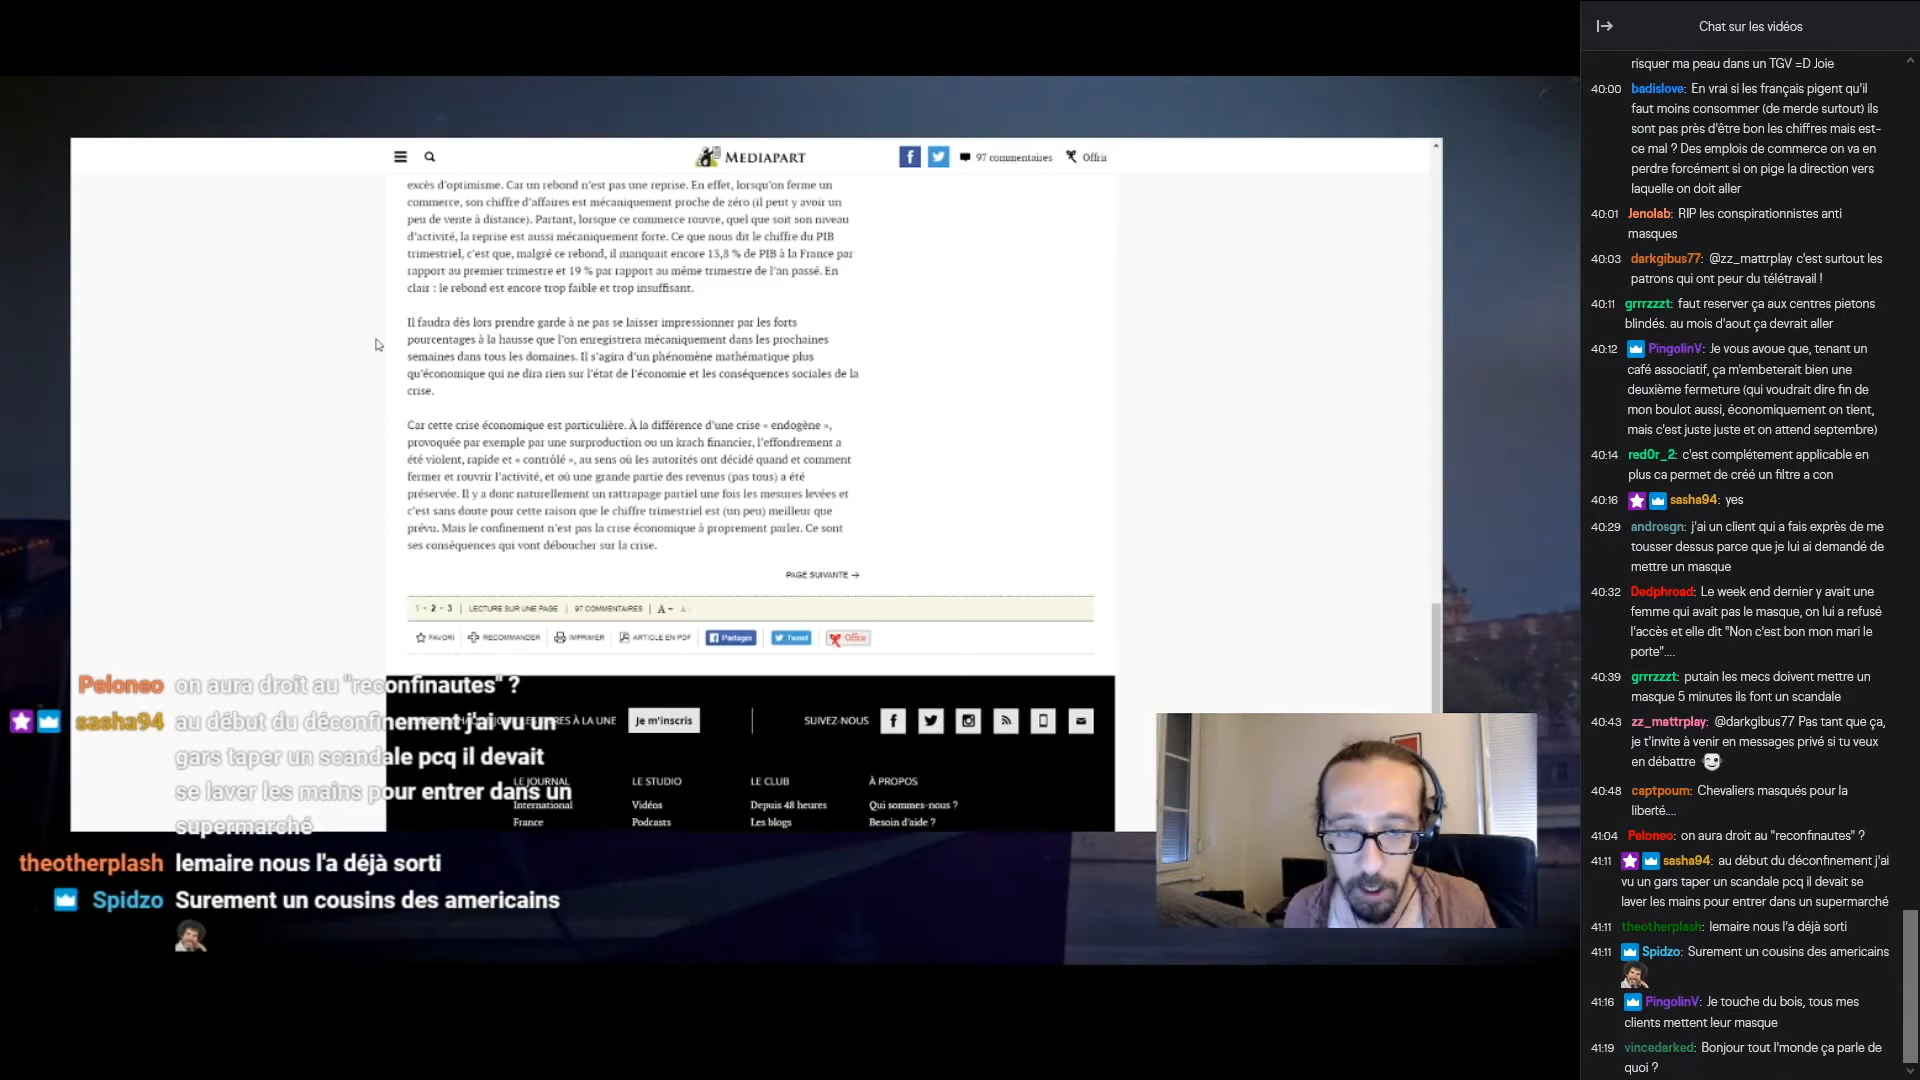 MEDIAPART
97 commentaires
Offrir
excès d'optimisme. Car un rebond n'est pas une reprise. En effet, lorsqu'on ferme un
commerce, son chiffre d'affaires est mécaniquement proche de zéro (il peut y avoir un
peu de vente à distance). Partant, lorsque ce commerce rouvre, quel que soit son niveau
d'activité, la reprise est aussi mécaniquement forte. Ce que nous dit le chiffre du PIB
trimestriel, c'est que, malgré ce rebond, il manquait encore 13,8 % de PIB à la France par
rapport au premier trimestre et 19 % par rapport au même trimestre de l'an passé. En
clair : le rebond est encore trop faible et trop insuffisant.
Il faudra dès lors prendre garde à ne pas se laisser impressionner par les forts
pourcentages à la hausse que l'on enregistrera mécaniquement dans les prochaines
semaines dans tous les domaines. Il s'agira d'un phénomène mathématique plus
qu'économique qui ne dira rien sur l'état de l'économie et les conséquences sociales de la
crise.
Car cette crise économique est particulière. À la différence d'une crise « endogène »,
provoquée par exemple par une surproduction ou un krach financier, l'effondrement a
été violent, rapide et « contrôlé », au sens où les autorités ont décidé quand et comment
fermer et rouvrir l'activité, et où une grande partie des revenus (pas tous) a été
préservée. Il y a donc naturellement un rattrapage partiel une fois les mesures levées et
c'est sans doute pour cette raison que le chiffre trimestriel est (un peu) meilleur que
prévu. Mais le confinement n'est pas la crise économique à proprement parler. Ce sont
ses conséquences qui vont déboucher sur la crise.
PAGE SUIVANTE →
1 - 2 - 3 | LECTURE SUR UNE PAGE | 97 COMMENTAIRES | A+ A-
FAVORI RECOMMANDER IMPRIMER ARTICLE EN PDF Partager Tweet Offrir
À LA UNE Je m'inscris SUIVEZ-NOUS
LE JOURNAL LE STUDIO LE CLUB À PROPOS
International Vidéos Depuis 48 heures Qui sommes-nous ?
France Podcasts Les blogs Besoin d'aide ?
Peloneo on aura droit au "reconfinautes" ?
sasha94 au début du déconfinement j'ai vu un
gars taper un scandale pcq il devait
se laver les mains pour entrer dans un
supermarché
theotherplash lemaire nous l'a déjà sorti
Spidzo Surement un cousins des americains
Chat sur les vidéos
risquer ma peau dans un TGV =D Joie
40:00 badislove: En vrai si les français pigent qu'il
faut moins consommer (de merde surtout) ils
sont pas près d'être bon les chiffres mais est-
ce mal ? Des emplois de commerce on va en
perdre forcément si on pige la direction vers
laquelle on doit aller
40:01 Jenolab: RIP les conspirationnistes anti
masques
40:03 darkgibus77: @zz_mattrplay c'est surtout les
patrons qui ont peur du télétravail !
40:11 grrrzzzt: faut reserver ça aux centres pietons
blindés. au mois d'aout ça devrait aller
40:12 PingolinV: Je vous avoue que, tenant un
café associatif, ça m'embeterait bien une
deuxième fermeture (qui voudrait dire fin de
mon boulot aussi, économiquement on tient,
mais c'est juste juste et on attend septembre)
40:14 red0r_2: c'est complétement applicable en
plus ca permet de créé un filtre a con
40:16 sasha94: yes
40:29 androsgn: j'ai un client qui a fais exprès de me
tousser dessus parce que je lui ai demandé de
mettre un masque
40:32 Dedphroad: Le week end dernier y avait une
femme qui avait pas le masque, on lui a refusé
l'accès et elle dit "Non c'est bon mon mari le
porte"....
40:39 grrrzzzt: putain les mecs doivent mettre un
masque 5 minutes ils font un scandale
40:43 zz_mattrplay: @darkgibus77 Pas tant que ça,
je t'invite à venir en messages privé si tu veux
en débattre
40:48 captpoum: Chevaliers masqués pour la
liberté....
41:04 Peloneo: on aura droit au "reconfinautes" ?
41:11 sasha94: au début du déconfinement j'ai
vu un gars taper un scandale pcq il devait se
laver les mains pour entrer dans un supermarché
41:11 theotherplash: lemaire nous l'a déjà sorti
41:11 Spidzo: Surement un cousins des americains
41:16 PingolinV: Je touche du bois, tous mes
clients mettent leur masque
41:19 vincedarked: Bonjour tout l'monde ça parle de
quoi ?